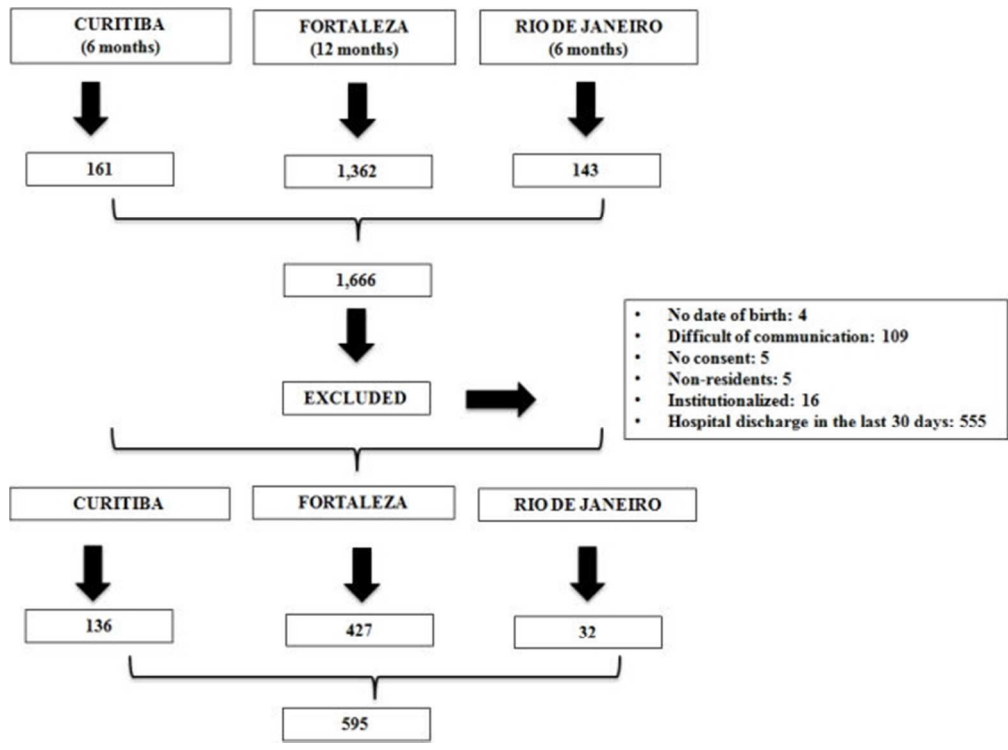 CURITIBA
(6 months)
FORTALEZA
(12 months)
RIO DE JANEIRO
(6 months)
161
1,362
143
1,666
EXCLUDED
• No date of birth: 4
• Difficult of communication: 109
• No consent: 5
• Non-residents: 5
• Institutionalized: 16
• Hospital discharge in the last 30 days: 555
CURITIBA
FORTALEZA
RIO DE JANEIRO
136
427
32
595